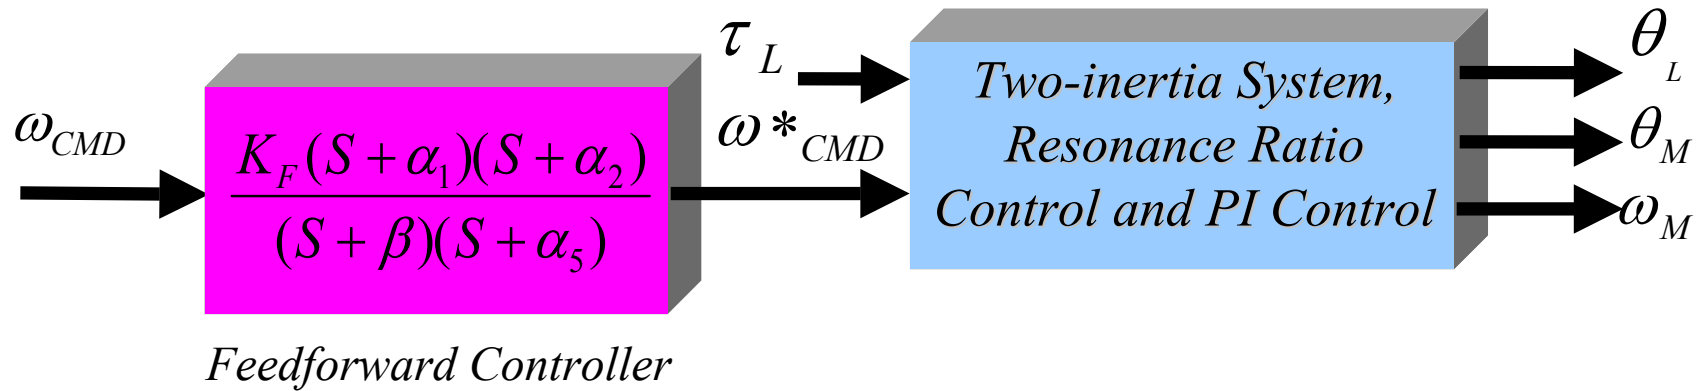 ω_CMD
K_F(S + α_1)(S + α_2)
(S + β)(S + α_5)
Feedforward Controller
τ_L
ω*_CMD
Two-inertia System,
Resonance Ratio
Control and PI Control
θ_L
θ_M
ω_M